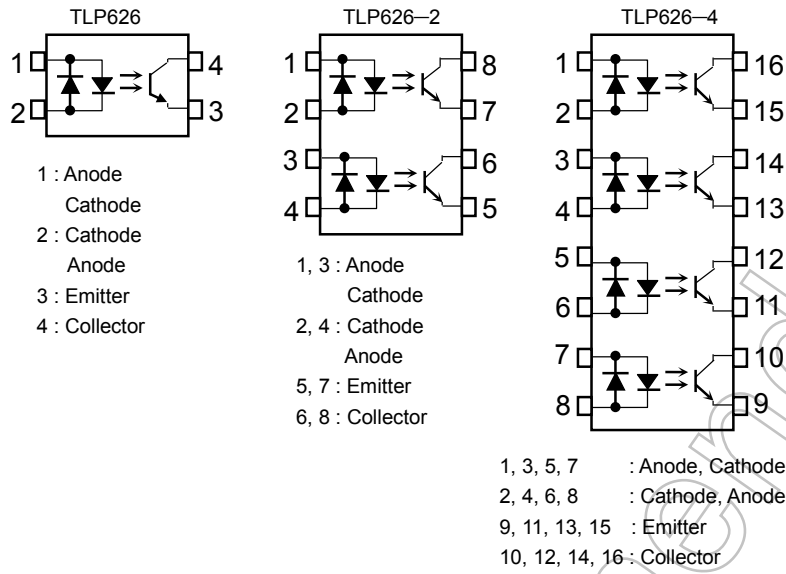 TLP626
1
2
4
3
1 : Anode
Cathode
2 : Cathode
Anode
3 : Emitter
4 : Collector
TLP626—2
1
2
3
4
8
7
6
5
1, 3 : Anode
Cathode
2, 4 : Cathode
Anode
5, 7 : Emitter
6, 8 : Collector
TLP626—4
1
2
3
4
5
6
7
8
16
15
14
13
12
11
10
9
1, 3, 5, 7 : Anode, Cathode
2, 4, 6, 8 : Cathode, Anode
9, 11, 13, 15 : Emitter
10, 12, 14, 16 : Collector